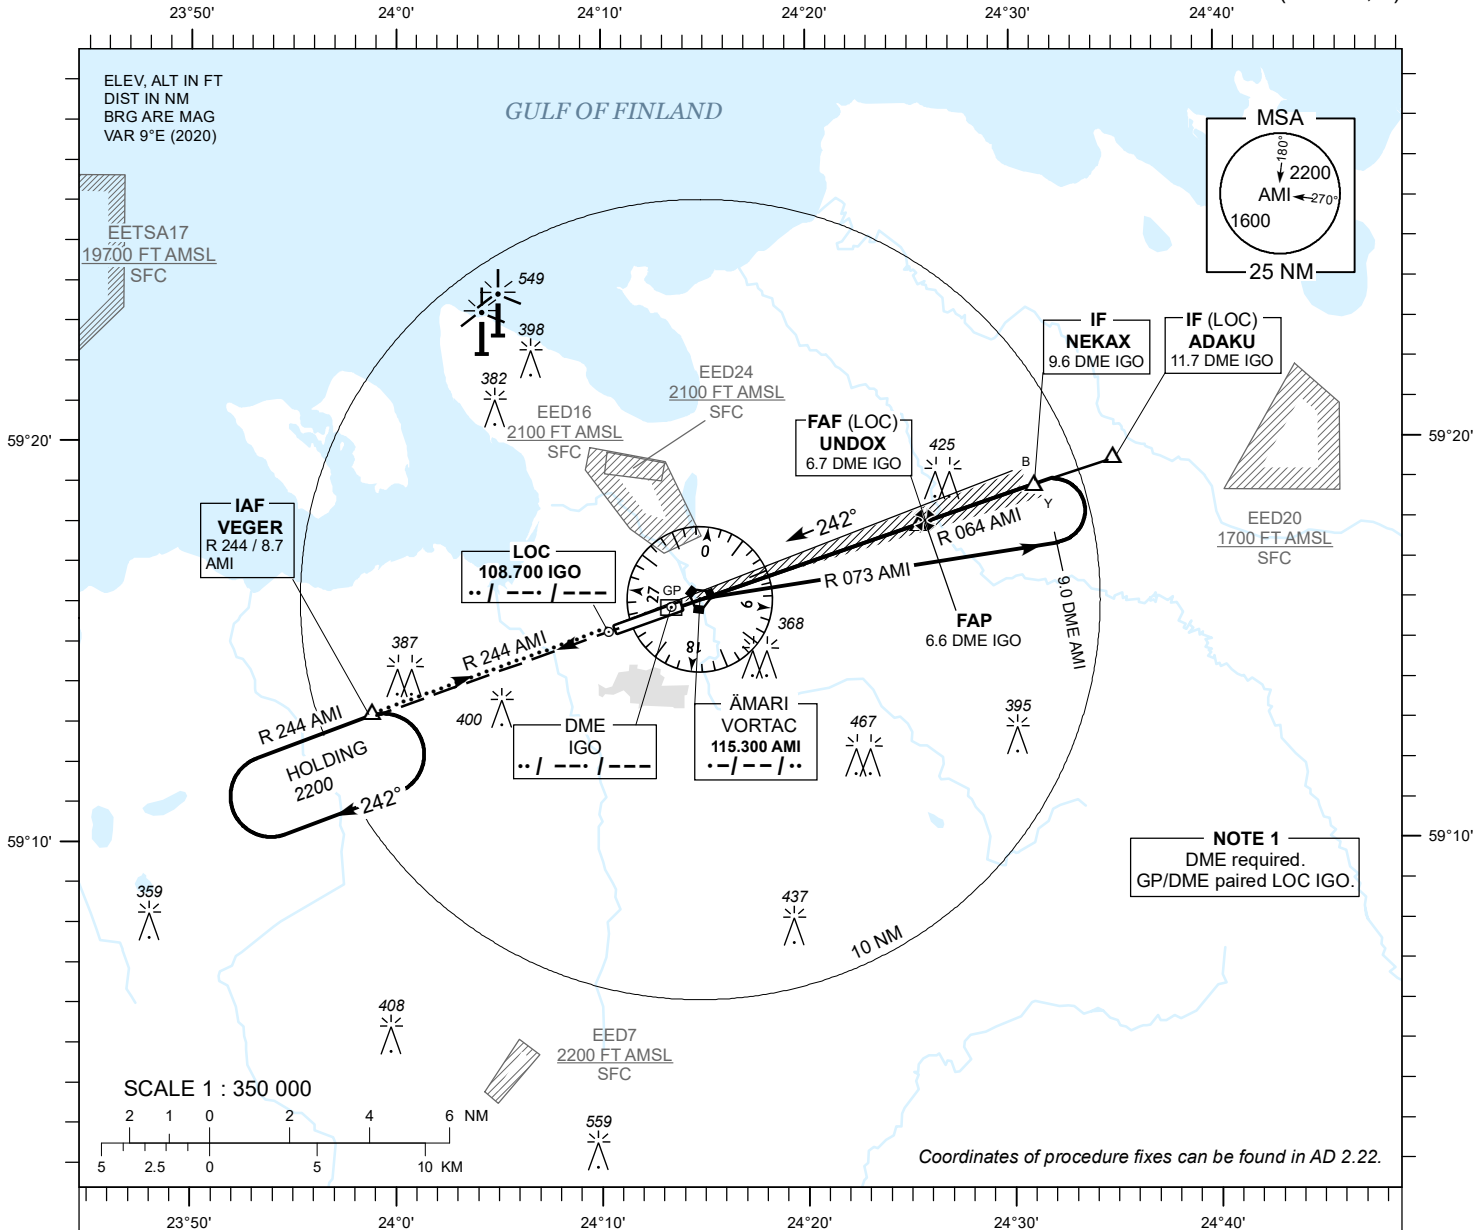 23°50'
24°0'
24°10'
24°20'
24°30'
24°40'
ELEV, ALT IN FT
DIST IN NM
BRG ARE MAG
VAR 9°E (2020)
GULF OF FINLAND
MSA
180°
2200
AMI
270°
1600
25 NM
EETSA17
19700 FT AMSL
SFC
549
398
382
EED24
2100 FT AMSL
SFC
EED16
2100 FT AMSL
SFC
IF
NEKAX
9.6 DME IGO
IF (LOC)
ADAKU
11.7 DME IGO
FAF (LOC)
UNDOX
6.7 DME IGO
425
B
Y
59°20'
59°20'
IAF
VEGER
R 244 / 8.7
AMI
LOC
108.700 IGO
·· / – – · / – – –
242°
R 064 AMI
R 073 AMI
EED20
1700 FT AMSL
SFC
0
9
18
27
GP
FAP
6.6 DME IGO
9.0 DME AMI
368
387
R 244 AMI
R 244 AMI
400
HOLDING
2200
242°
DME
IGO
·· / – – · / – – –
ÄMARI
VORTAC
115.300 AMI
· – / – – / ··
467
395
59°10'
59°10'
NOTE 1
DME required.
GP/DME paired LOC IGO.
359
437
10 NM
408
EED7
2200 FT AMSL
SFC
SCALE 1 : 350 000
2 1 0 2 4 6 NM
5 2.5 0 5 10 KM
559
Coordinates of procedure fixes can be found in AD 2.22.
23°50'
24°0'
24°10'
24°20'
24°30'
24°40'